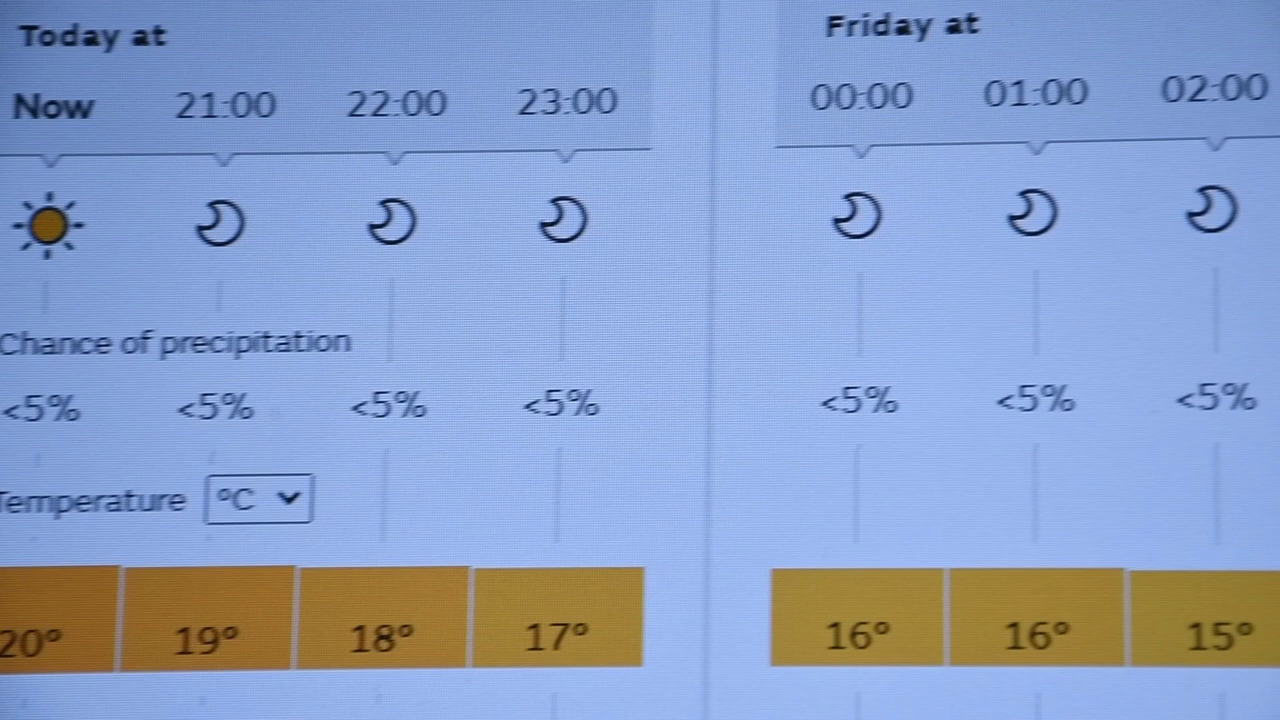 Today at
Friday at
Now 21:00 22:00 23:00 00:00 01:00 02:00
Chance of precipitation
<5% <5% <5% <5% <5% <5% <5%
Temperature ºC
20° 19° 18° 17° 16° 16° 15°